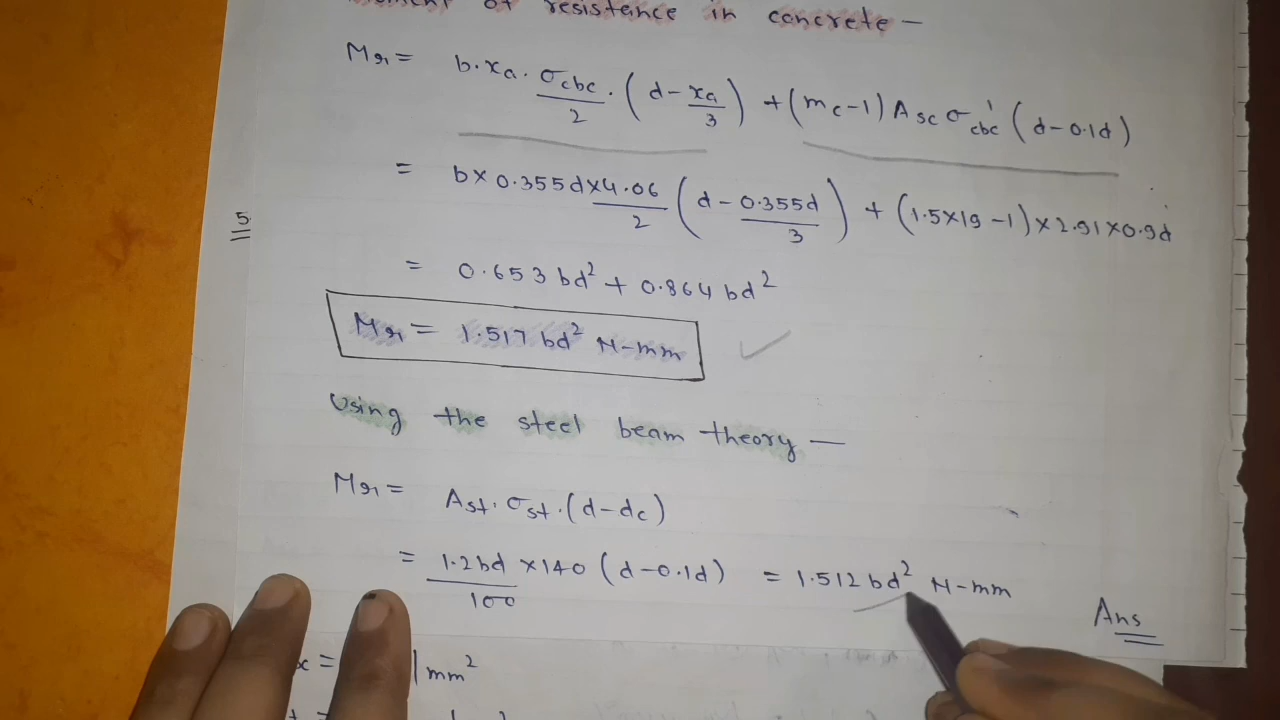 of resistance in concrete –
Mr = b·xa·σcbc/2·(d – xa/3) + (mc–1) Asc σ'cbc (d – 0.1d)
= b×0.355d×4.06/2 (d – 0.355d/3) + (1.5×19 –1)×2.91×0.9d
5
= 0.653 bd² + 0.864 bd²
Mr = 1.517 bd² N-mm
Using the steel beam theory –
Mr = Ast·σst·(d–dc)
= 1.2bd/100 ×140 (d–0.1d) = 1.512 bd² N-mm
Ans
mm²